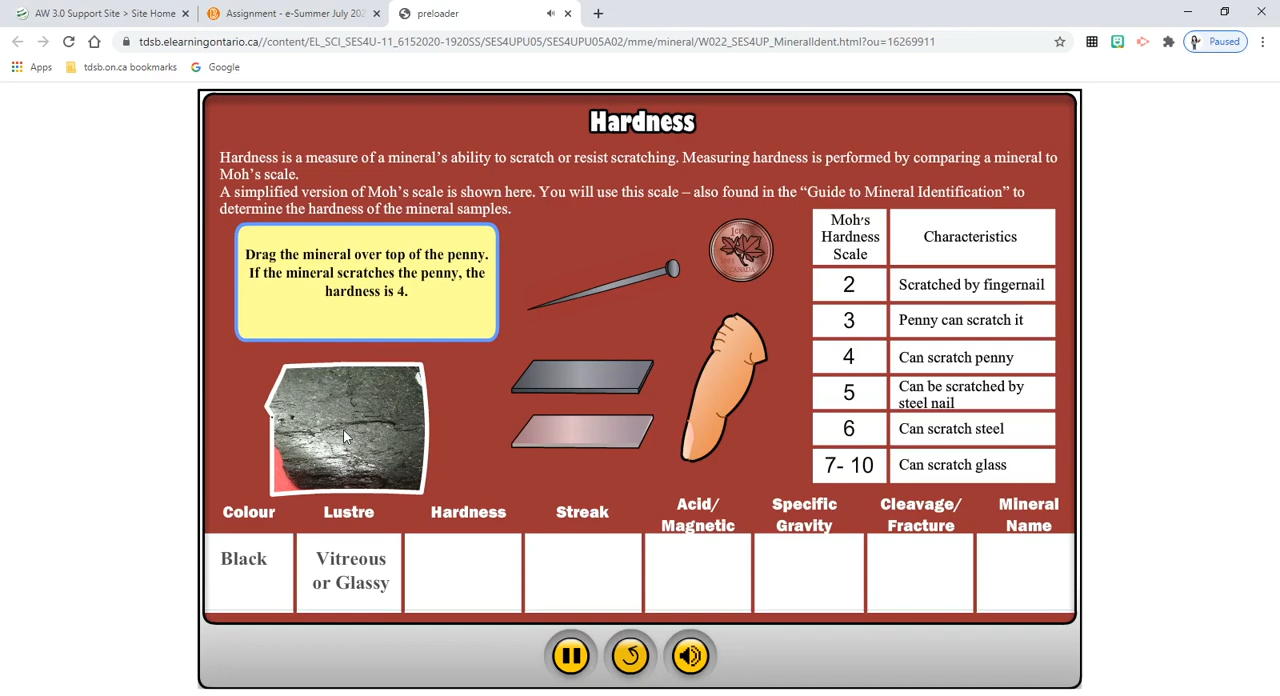 AW 3.0 Support Site > Site Home
Assignment - e-Summer July 202
preloader
tdsb.elearningontario.ca//content/EL_SCI_SES4U-11_6152020-1920SS/SES4UPU05/SES4UPU05A02/mme/mineral/W022_SES4UP_MineralIdent.html?ou=16269911
Paused
Apps
tdsb.on.ca bookmarks
Google
Hardness
Hardness is a measure of a mineral's ability to scratch or resist scratching. Measuring hardness is performed by comparing a mineral to
Moh's scale.
A simplified version of Moh's scale is shown here. You will use this scale – also found in the “Guide to Mineral Identification” to
determine the hardness of the mineral samples.
Drag the mineral over top of the penny.
If the mineral scratches the penny, the
hardness is 4.
CANADA
Moh's
Hardness
Scale
Characteristics
2 Scratched by fingernail
3 Penny can scratch it
4 Can scratch penny
5 Can be scratched by
steel nail
6 Can scratch steel
7- 10 Can scratch glass
Colour Lustre Hardness Streak Acid/
Magnetic Specific
Gravity Cleavage/
Fracture Mineral
Name
Black Vitreous
or Glassy